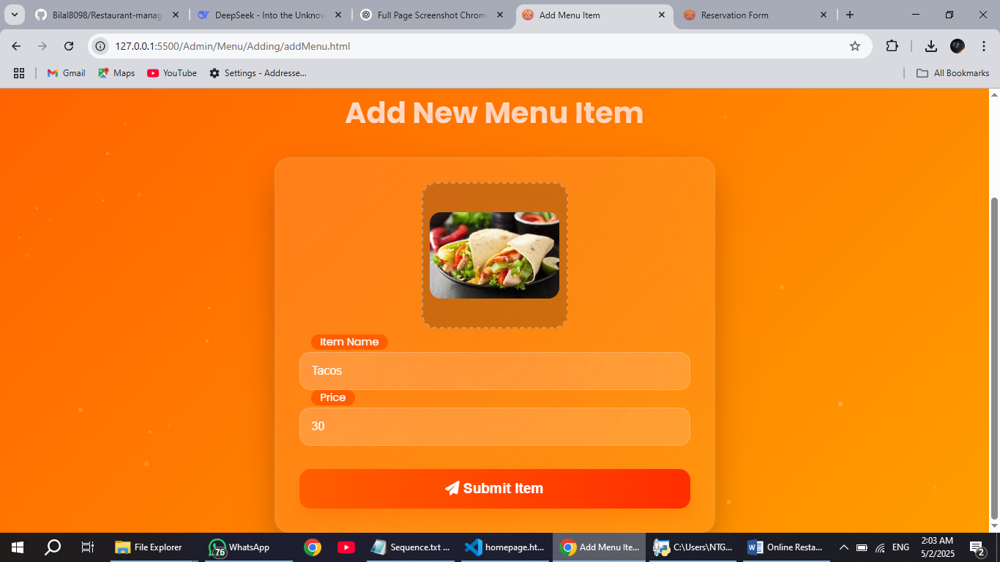 Bilal8098/Restaurant-manag
DeepSeek - Into the Unknow
Full Page Screenshot Chrom
Add Menu Item
Reservation Form
127.0.0.1:5500/Admin/Menu/Adding/addMenu.html
Gmail
Maps
YouTube
Settings - Addresse...
All Bookmarks
Add New Menu Item
Item Name
Tacos
Price
30
Submit Item
File Explorer
76
WhatsApp
Sequence.txt ...
homepage.ht...
Add Menu Ite...
C:\Users\NTG...
Online Resta...
ENG
2:03 AM
5/2/2025
2